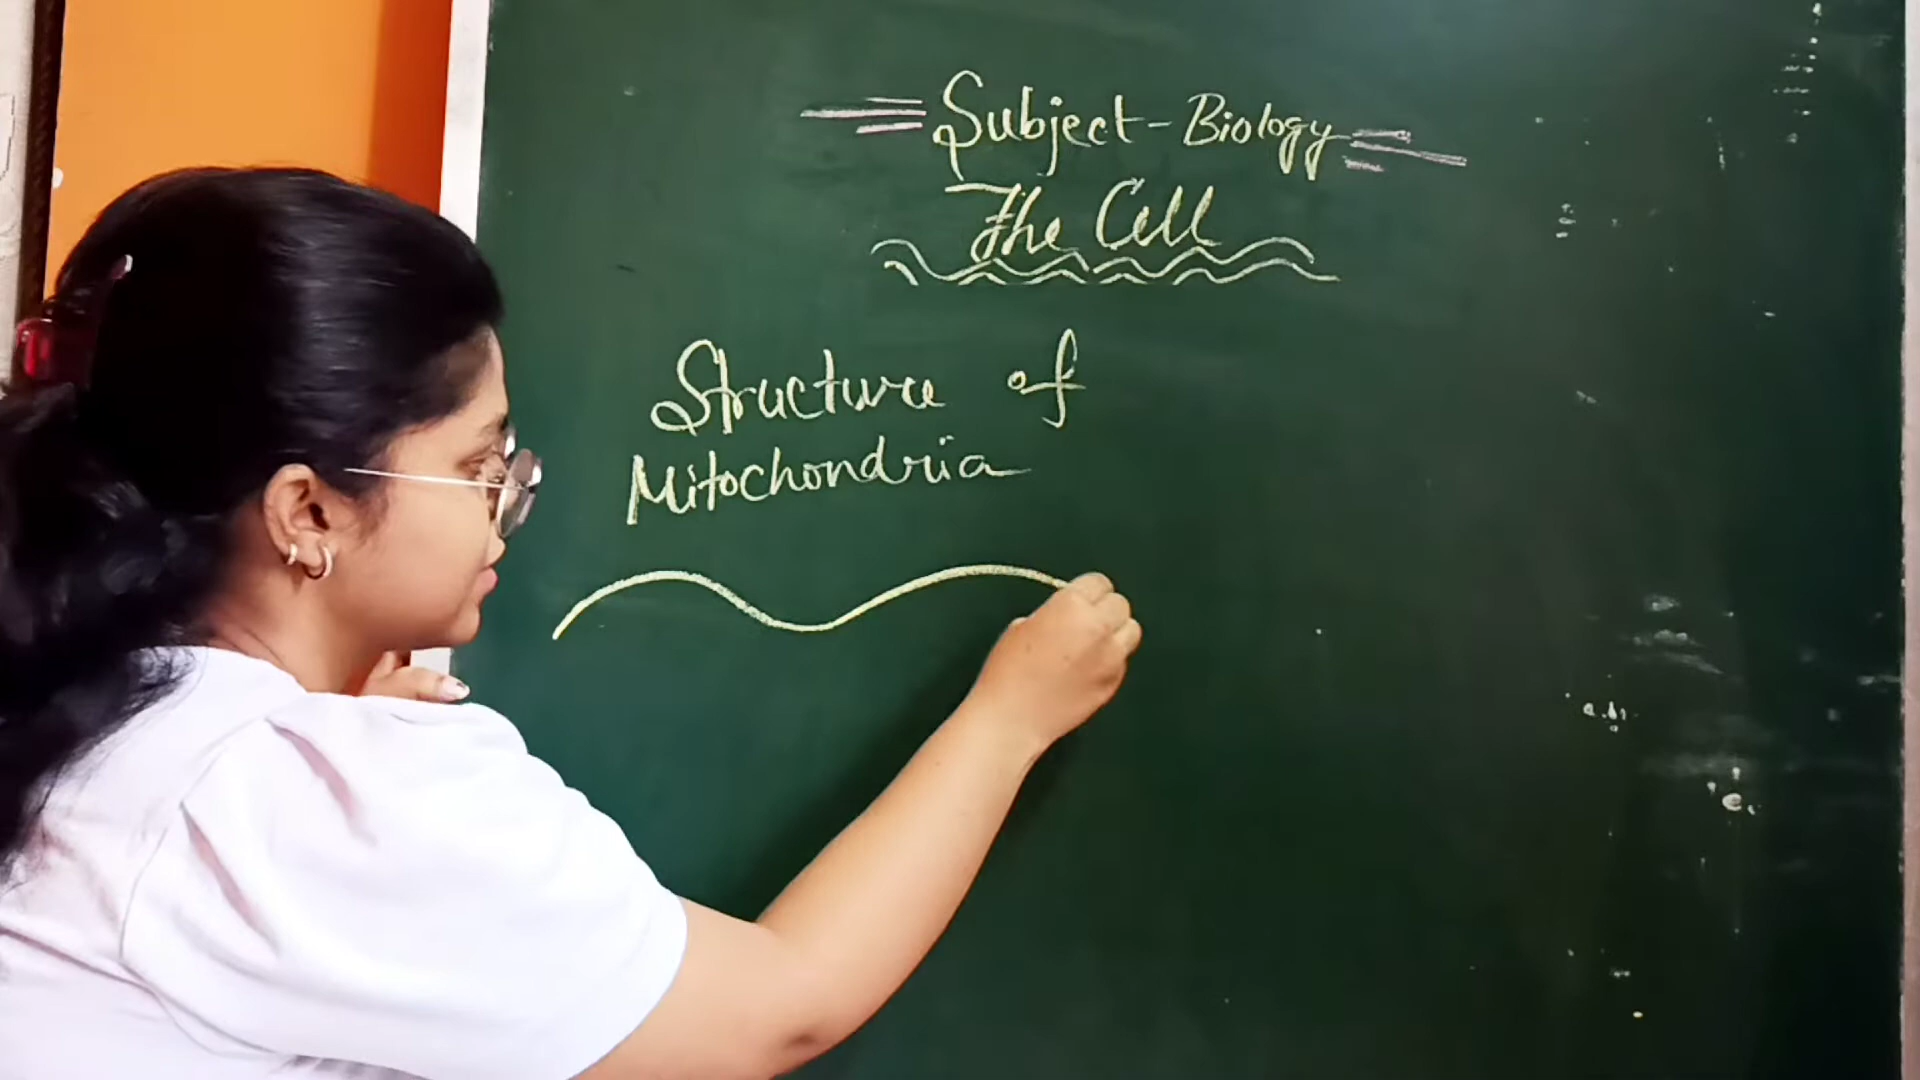 Subject - Biology
The Cell
Structure of
Mitochondria